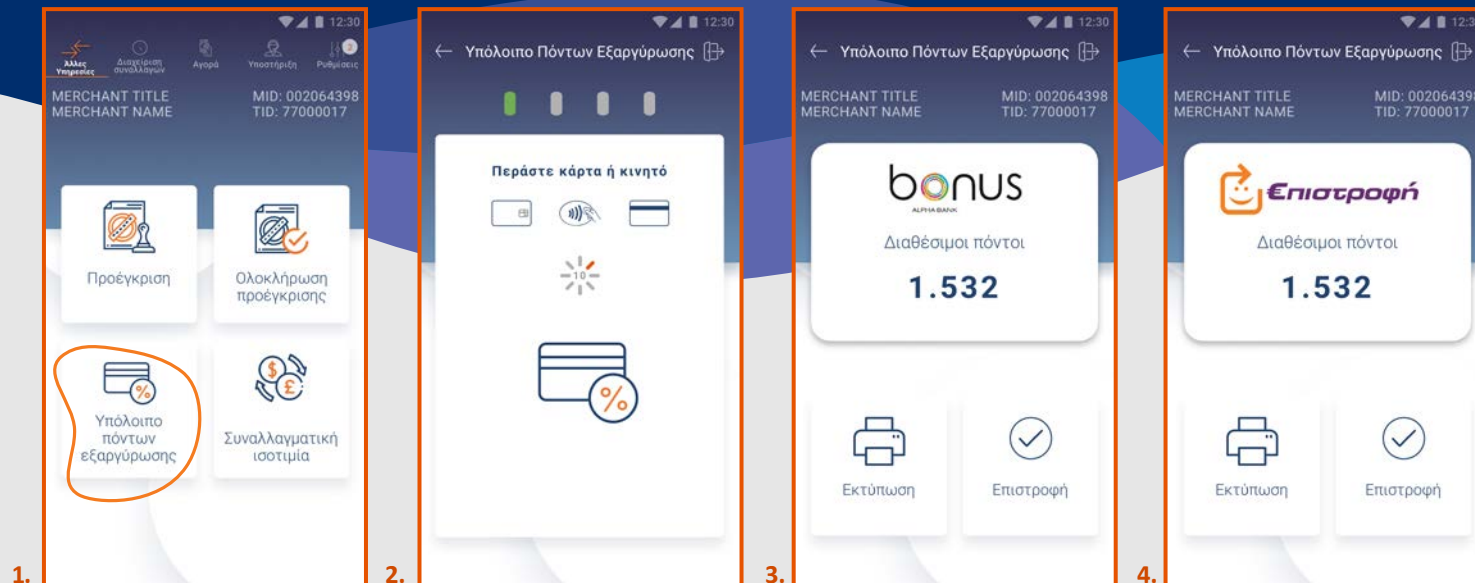 12:30
Άλλες
Υπηρεσίες
Διαχείριση
συναλλαγών
Αγορά
Υποστήριξη
Ρυθμίσεις
MERCHANT TITLE
MERCHANT NAME
MID: 002064398
TID: 77000017
Προέγκριση
Ολοκλήρωση
προέγκρισης
Υπόλοιπο
πόντων
εξαργύρωσης
$
£
%
Συναλλαγματική
ισοτιμία
1.
12:30
Υπόλοιπο Πόντων Εξαργύρωσης
Περάστε κάρτα ή κινητό
10
%
2.
12:30
Υπόλοιπο Πόντων Εξαργύρωσης
MERCHANT TITLE
MERCHANT NAME
MID: 002064398
TID: 77000017
bonus
ALPHA BANK
Διαθέσιμοι πόντοι
1.532
Εκτύπωση
Επιστροφή
3.
Υπόλοιπο Πόντων Εξαργύρωσης
MERCHANT TITLE
MERCHANT NAME
MID: 002064398
TID: 77000017
€πιστροφή
Διαθέσιμοι πόντοι
1.532
Εκτύπωση
Επιστροφή
4.